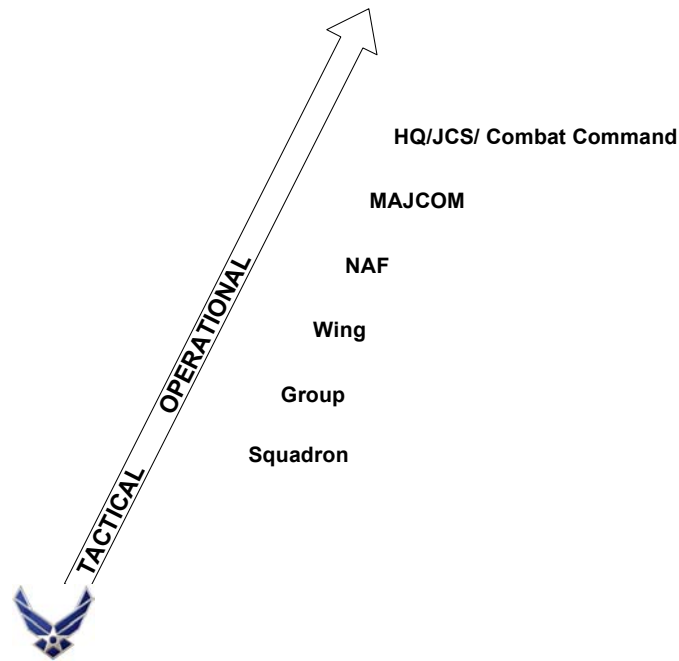 HQ/JCS/ Combat Command
MAJCOM
NAF
Wing
Group
Squadron
OPERATIONAL
TACTICAL